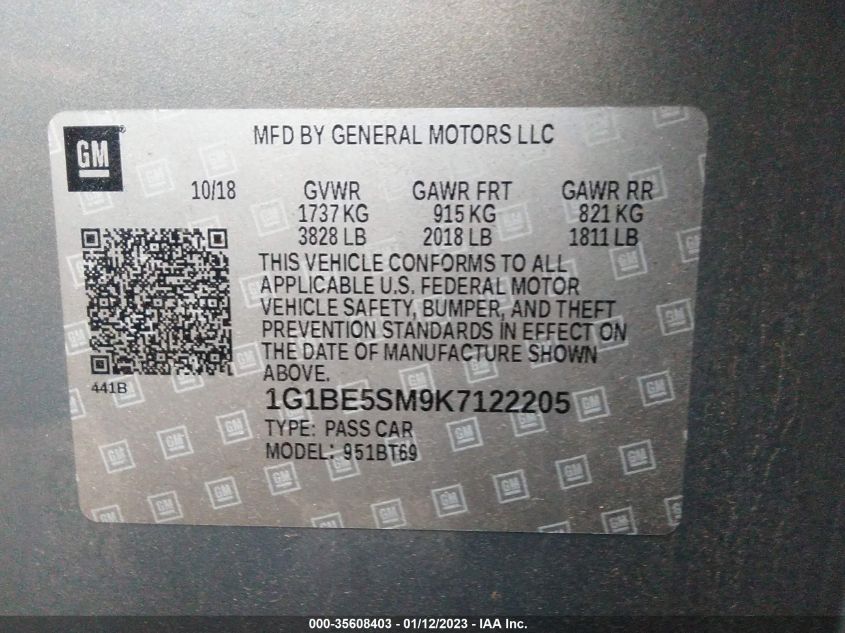 GM
MFD BY GENERAL MOTORS LLC
10/18 GVWR GAWR FRT GAWR RR
1737 KG 915 KG 821 KG
3828 LB 2018 LB 1811 LB
THIS VEHICLE CONFORMS TO ALL
APPLICABLE U.S. FEDERAL MOTOR
VEHICLE SAFETY, BUMPER, AND THEFT
PREVENTION STANDARDS IN EFFECT ON
THE DATE OF MANUFACTURE SHOWN
ABOVE.
441B
1G1BE5SM9K7122205
TYPE: PASS CAR
MODEL: 951BT69
000-35608403 - 01/12/2023 - IAA Inc.